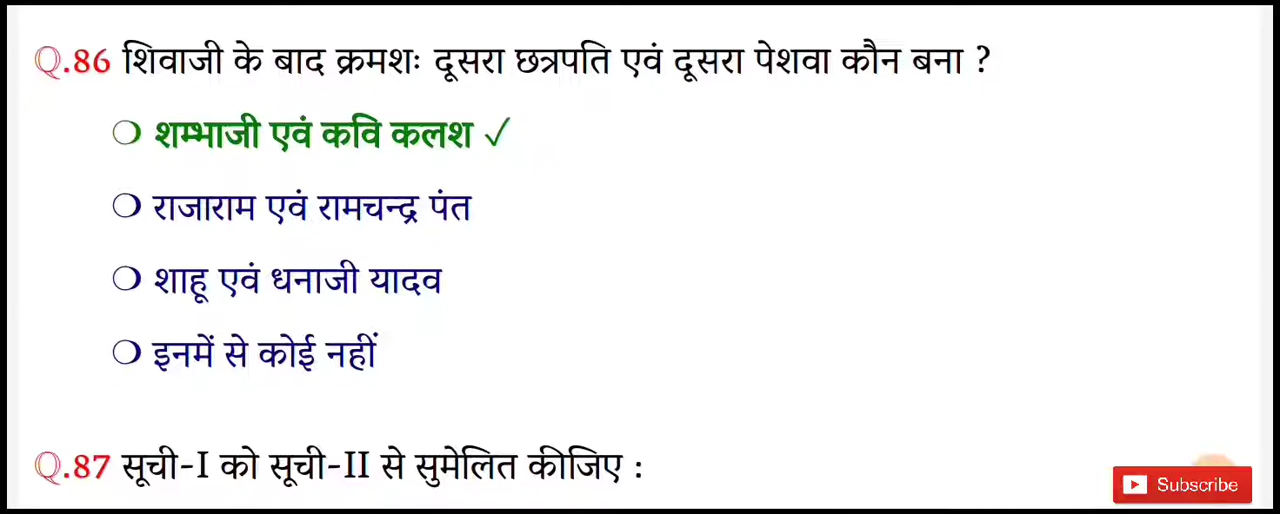 Q.86 शिवाजी के बाद क्रमशः दूसरा छत्रपति एवं दूसरा पेशवा कौन बना ?
❍ शम्भाजी एवं कवि कलश ✓
❍ राजाराम एवं रामचन्द्र पंत
❍ शाहू एवं धनाजी यादव
❍ इनमें से कोई नहीं
Q.87 सूची-I को सूची-II से सुमेलित कीजिए :
Subscribe